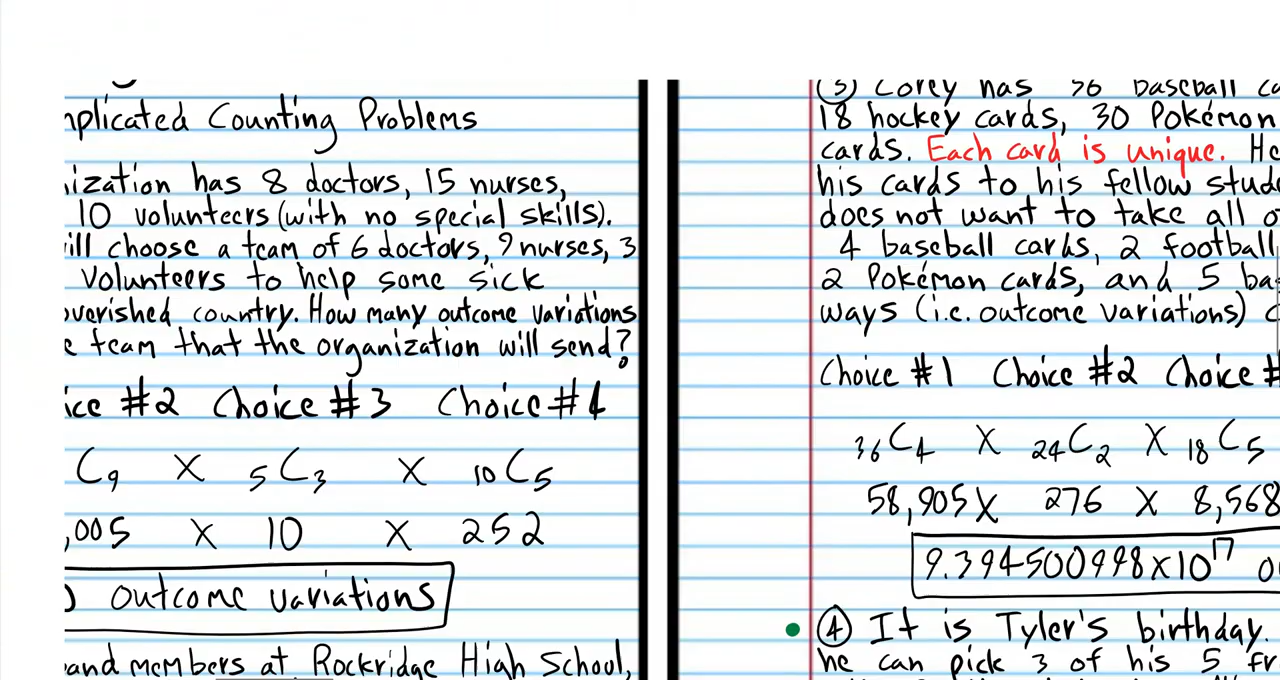 mplicated Counting Problems
ization has 8 doctors, 15 nurses,
10 volunteers (with no special skills).
ill choose a team of 6 doctors, 9 nurses, 3
volunteers to help some sick
overished country. How many outcome variations
e team that the organization will send?
ice #2 Choice #3 Choice #4
C9 X 5C3 X 10C5
,005 X 10 X 252
) outcome variations
and members at Rockridge High School,
(3) Corey has 36 baseball ca
18 hockey cards, 30 Pokémon
cards. Each card is unique. He
his cards to his fellow stude
does not want to take all o
4 baseball cards, 2 football
2 Pokémon cards, and 5 ba
ways (i.e. outcome variations) c
Choice #1 Choice #2 Choice #
36C4 X 24C2 X 18C5
58,905 X 276 X 8,568
9.394500998x10^17 o
(4) It is Tyler's birthday.
he can pick 3 of his 5 fr